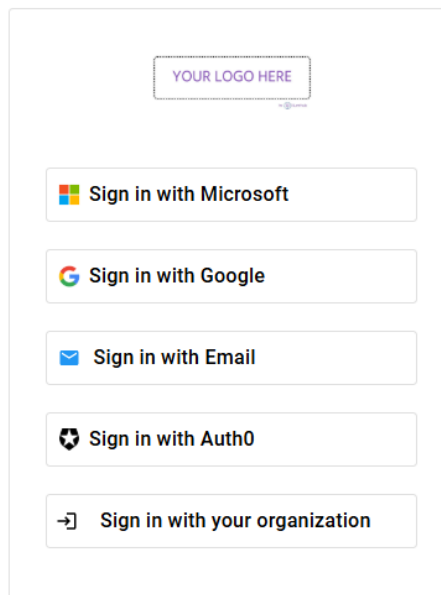 YOUR LOGO HERE
Sign in with Microsoft
Sign in with Google
Sign in with Email
Sign in with Auth0
Sign in with your organization